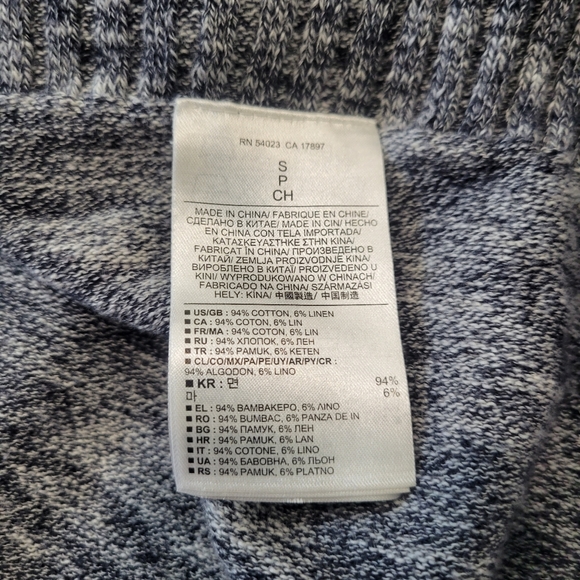 RN 54023 CA 17897
S
P
CH
MADE IN CHINA/ FABRIQUE EN CHINE/
СДЕЛАНО В КИТАЕ/ MADE IN CIN/ HECHO
EN CHINA CON TELA IMPORTADA/
ΚΑΤΑΣΚΕΥΑΣΤΗΚΕ ΣΤΗΝ ΚΙΝΑ/
FABRICAT ÎN CHINA/ ПРОИЗВЕДЕНО В
КИТАЙ/ ZEMLJA PROIZVODNJE KINA/
ВИРОБЛЕНО В КИТАЇ/ PROIZVEDENO U
KINI/ WYPRODUKOWANO W CHINACH/
FABRICADO NA CHINA/ SZÁRMAZÁSI
HELY: KÍNA/ 中國製造/ 中国制造
■ US/GB : 94% COTTON, 6% LINEN
■ CA : 94% COTON, 6% LIN
■ FR/MA : 94% COTON, 6% LIN
■ RU : 94% ХЛОПОК, 6% ЛЕН
■ TR : 94% PAMUK, 6% KETEN
■ CL/CO/MX/PA/PE/UY/AR/PY/CR :
94% ALGODON, 6% LINO
■ KR : 면 94%
마 6%
■ EL : 94% ΒΑΜΒΑΚΕΡΟ, 6% ΛΙΝΟ
■ RO : 94% BUMBAC, 6% PANZA DE IN
■ BG : 94% ПАМУК, 6% ЛЕН
■ HR : 94% PAMUK, 6% LAN
■ IT : 94% COTONE, 6% LINO
■ UA : 94% БАВОВНА, 6% ЛЬОН
■ RS : 94% PAMUK, 6% PLATNO